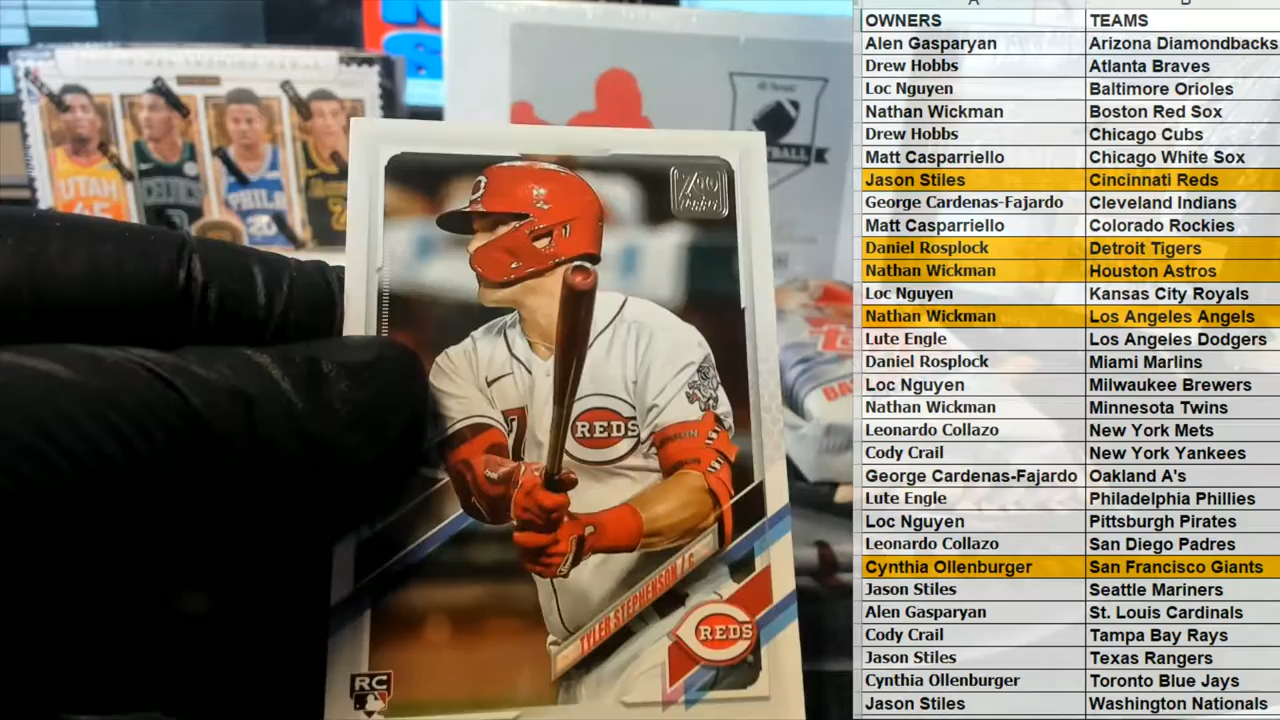 UTAH
45
CELTICS
PHILA
20
70
REDS
TYLER STEPHENSON / C
REDS
RC
OWNERS TEAMS
Alen Gasparyan Arizona Diamondbacks
Drew Hobbs Atlanta Braves
Loc Nguyen Baltimore Orioles
Nathan Wickman Boston Red Sox
Drew Hobbs Chicago Cubs
Matt Casparriello Chicago White Sox
Jason Stiles Cincinnati Reds
George Cardenas-Fajardo Cleveland Indians
Matt Casparriello Colorado Rockies
Daniel Rosplock Detroit Tigers
Nathan Wickman Houston Astros
Loc Nguyen Kansas City Royals
Nathan Wickman Los Angeles Angels
Lute Engle Los Angeles Dodgers
Daniel Rosplock Miami Marlins
Loc Nguyen Milwaukee Brewers
Nathan Wickman Minnesota Twins
Leonardo Collazo New York Mets
Cody Crail New York Yankees
George Cardenas-Fajardo Oakland A's
Lute Engle Philadelphia Phillies
Loc Nguyen Pittsburgh Pirates
Leonardo Collazo San Diego Padres
Cynthia Ollenburger San Francisco Giants
Jason Stiles Seattle Mariners
Alen Gasparyan St. Louis Cardinals
Cody Crail Tampa Bay Rays
Jason Stiles Texas Rangers
Cynthia Ollenburger Toronto Blue Jays
Jason Stiles Washington Nationals